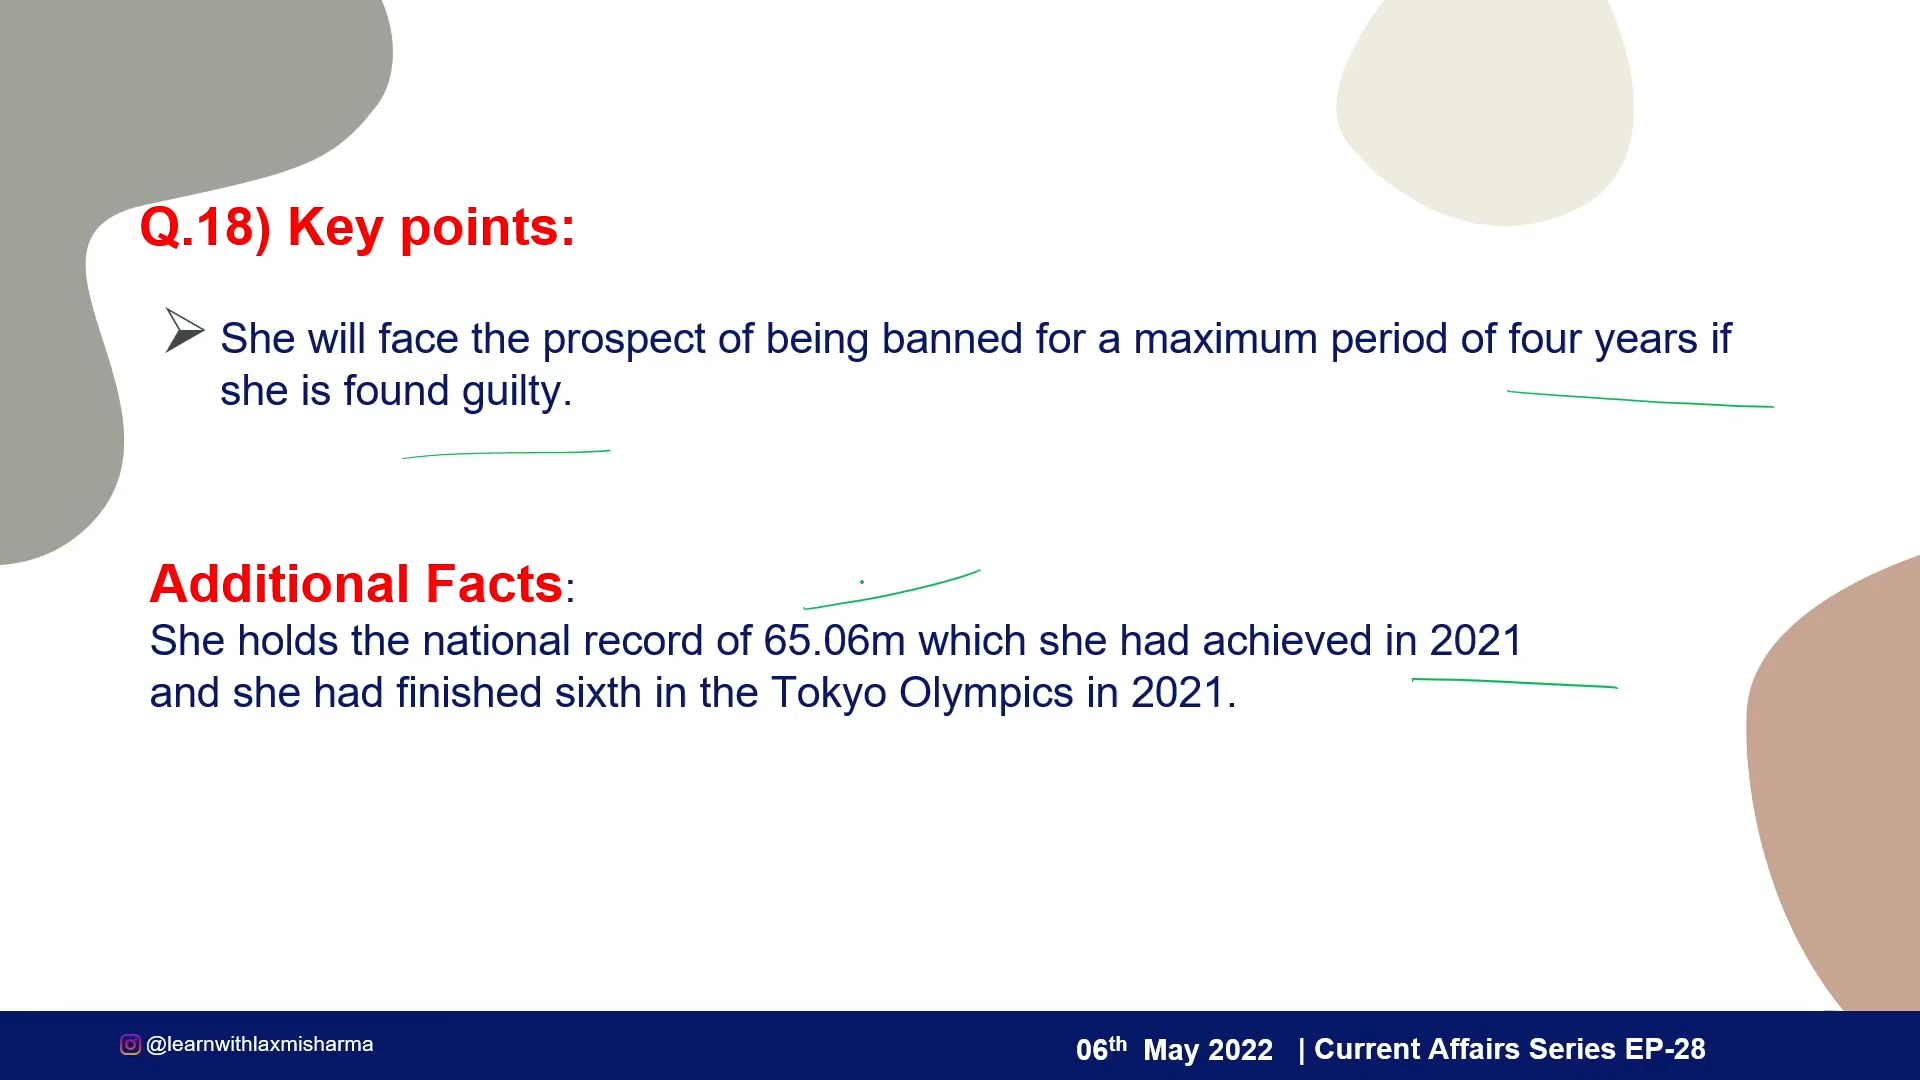 Q.18) Key points:
➢ She will face the prospect of being banned for a maximum period of four years if
she is found guilty.
Additional Facts:
She holds the national record of 65.06m which she had achieved in 2021
and she had finished sixth in the Tokyo Olympics in 2021.
@learnwithlaxmisharma
06th May 2022 | Current Affairs Series EP-28